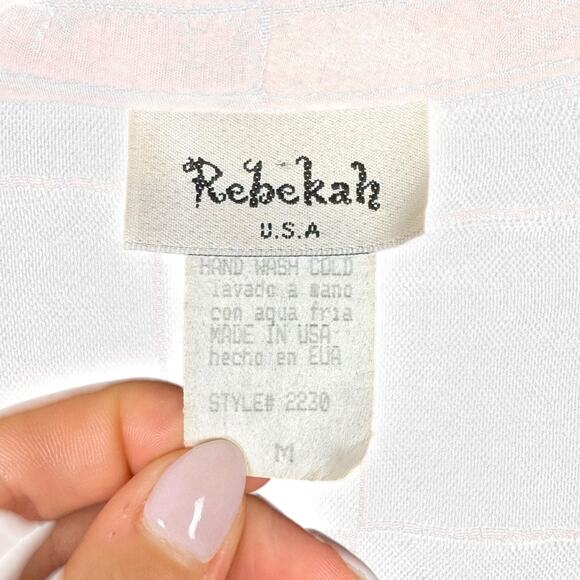 Rebekah
U.S.A
HAND WASH COLD
lavado a mano
con agua fria
MADE IN USA
hecho en EUA
STYLE# 2230
M